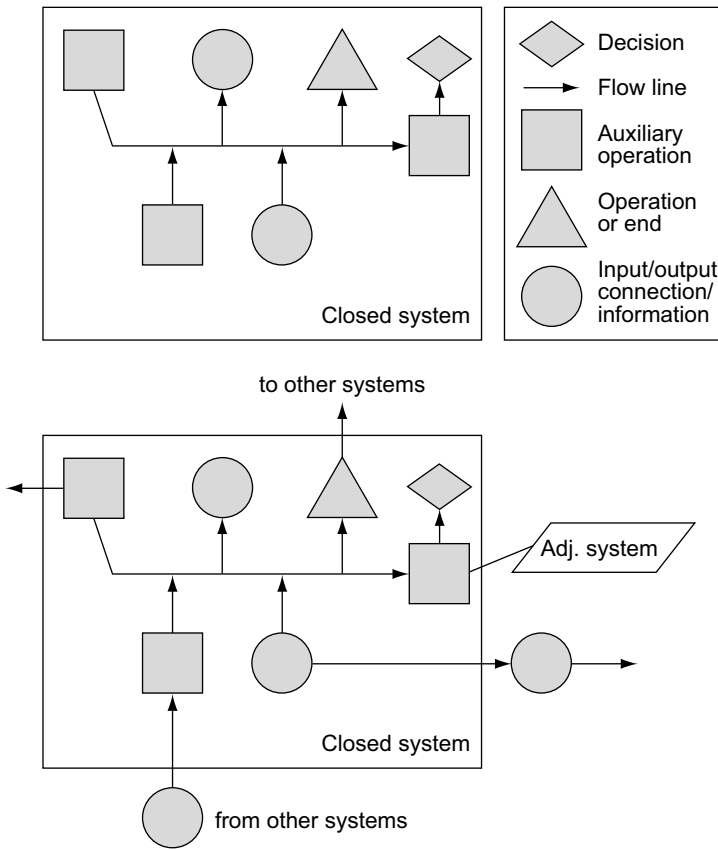 Decision
Flow line
Auxiliary
operation
Operation
or end
Input/output
connection/
information
Closed system
to other systems
Adj. system
Closed system
from other systems